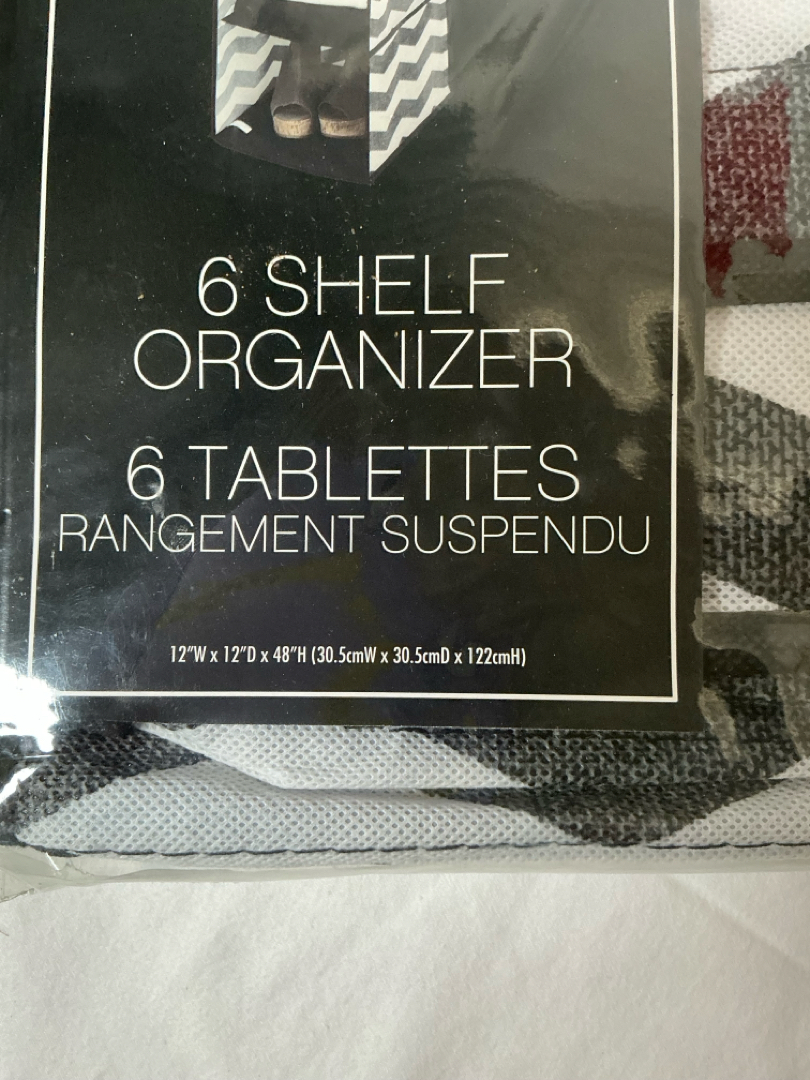 6 SHELF
ORGANIZER
6 TABLETTES
RANGEMENT SUSPENDU
12"W x 12"D x 48"H (30.5cmW x 30.5cmD x 122cmH)